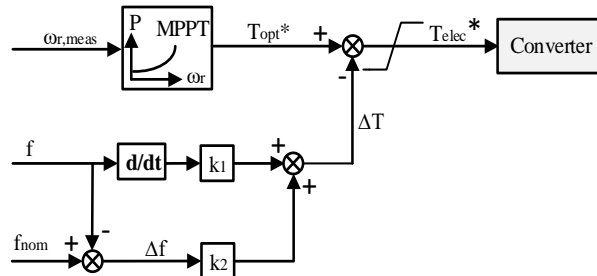 P MPPT
ωr,meas
ωr
Topt*
+
-
Telec*
Converter
ΔT
f
d/dt
k1
+
+
-
fnom
+
Δf
k2